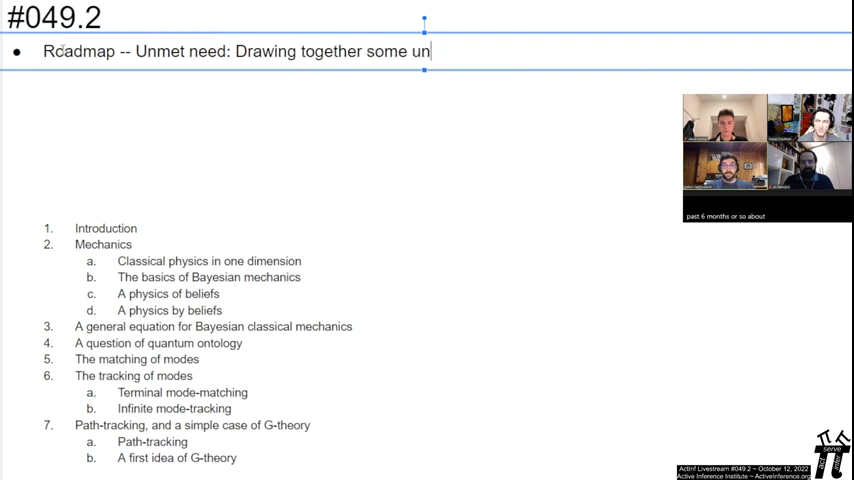 #049.2
● Roadmap -- Unmet need: Drawing together some un
past 6 months or so about
1. Introduction
2. Mechanics
a. Classical physics in one dimension
b. The basics of Bayesian mechanics
c. A physics of beliefs
d. A physics by beliefs
3. A general equation for Bayesian classical mechanics
4. A question of quantum ontology
5. The matching of modes
6. The tracking of modes
a. Terminal mode-matching
b. Infinite mode-tracking
7. Path-tracking, and a simple case of G-theory
a. Path-tracking
b. A first idea of G-theory
act
serve
infer
ActInf Livestream #049.2 ~ October 12, 2022
Active Inference Institute ~ ActiveInference.org